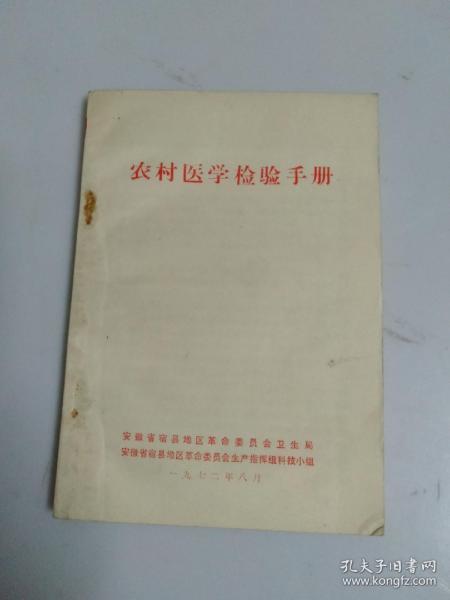 农村医学检验手册
安徽省宿县地区革命委员会卫生局
安徽省宿县地区革命委员会生产指挥组科技小组
一九七二年八月
孔夫子旧书网
www.kongfz.com